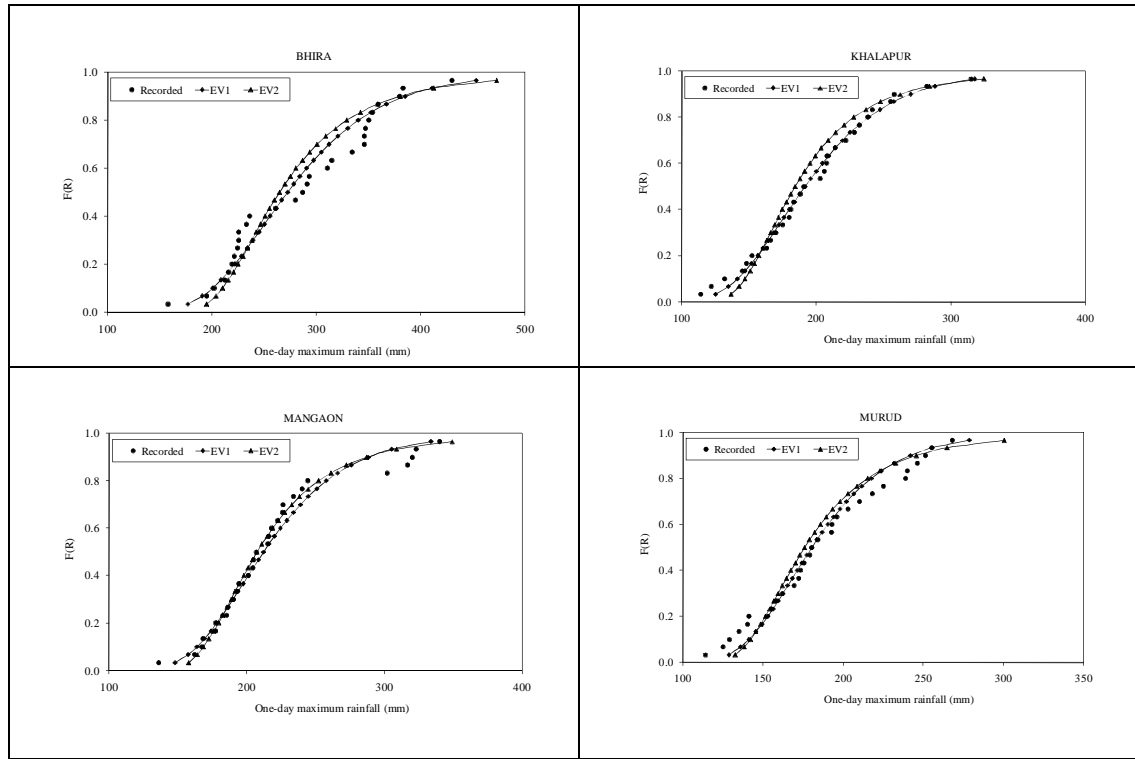 BHIRA
1.0
Recorded EV1 EV2
0.8
0.6
F(R)
0.4
0.2
0.0
100 200 300 400 500
One-day maximum rainfall (mm)
KHALAPUR
1.0
Recorded EV1 EV2
0.8
0.6
F(R)
0.4
0.2
0.0
100 200 300 400
One-day maximum rainfall (mm)
MANGAON
1.0
Recorded EV1 EV2
0.8
0.6
F(R)
0.4
0.2
0.0
100 200 300 400
One-day maximum rainfall (mm)
MURUD
1.0
Recorded EV1 EV2
0.8
0.6
F(R)
0.4
0.2
0.0
100 150 200 250 300 350
One-day maximum rainfall (mm)